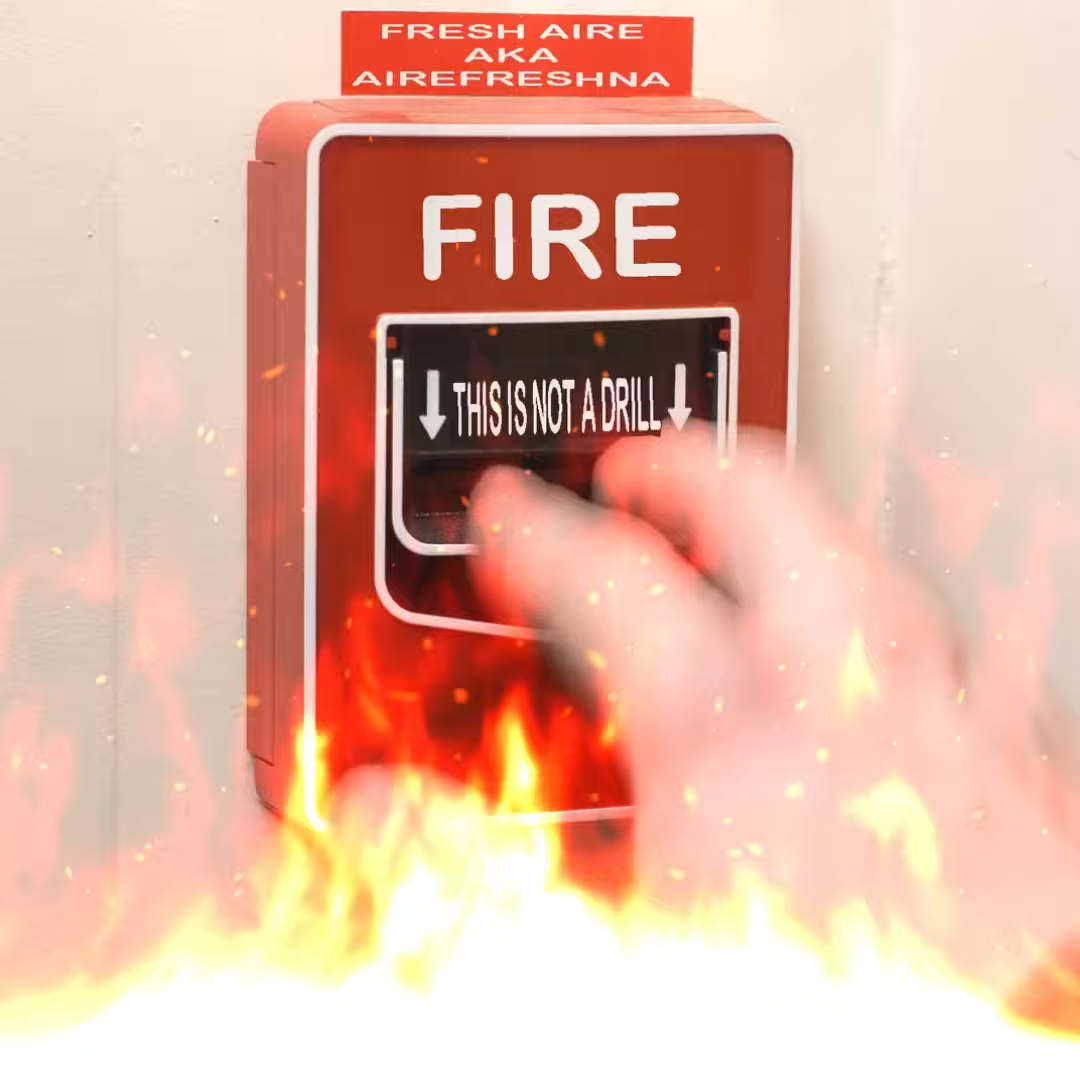 FRESH AIRE
AKA
AIREFRESHNA
FIRE
THIS IS NOT A DRILL